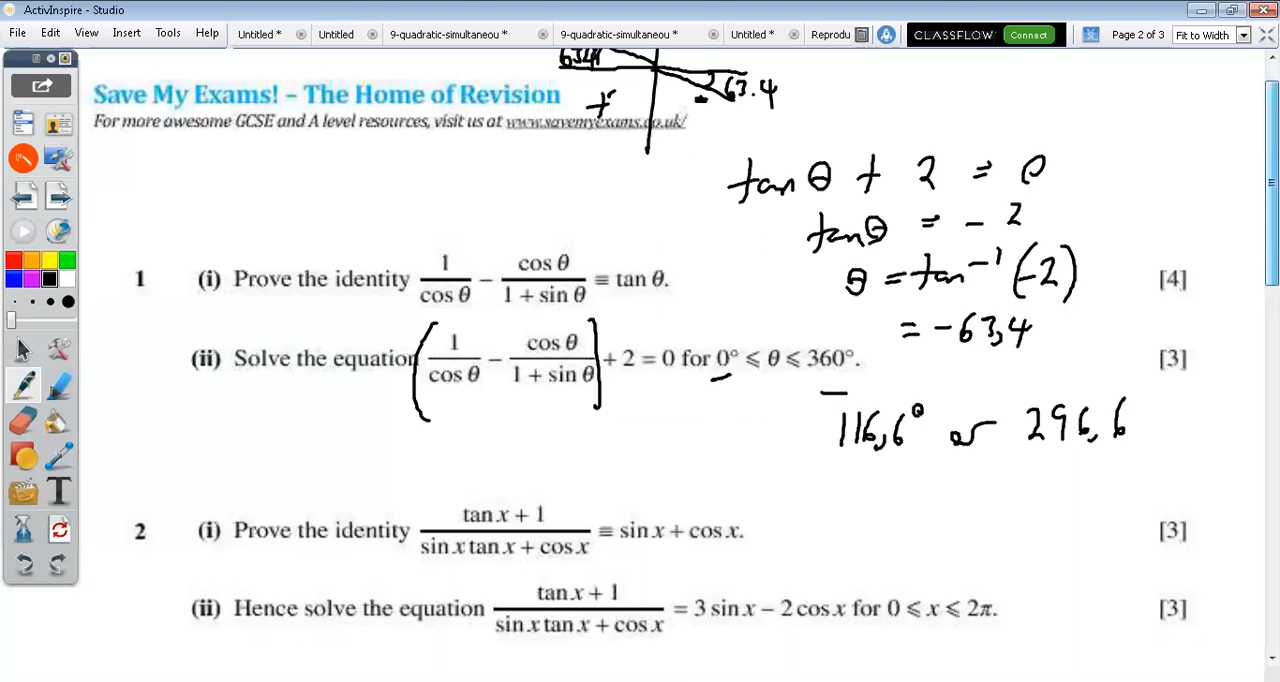 ActivInspire - Studio
File Edit View Insert Tools Help Untitled * Untitled 9-quadratic-simultaneou * 9-quadratic-simultaneou * Untitled * Reprodu CLASSFLOW Connect Page 2 of 3 Fit to Width
63.4
63.4
+
-
Save My Exams! – The Home of Revision
For more awesome GCSE and A level resources, visit us at www.savemyexams.co.uk/
tan θ + 2 = 0
tan θ = - 2
θ = tan⁻¹ (-2)
= -63,4
1 (i) Prove the identity 1/cos θ − cos θ/(1 + sin θ) ≡ tan θ. [4]
(ii) Solve the equation (1/cos θ − cos θ/(1 + sin θ)) + 2 = 0 for 0° ⩽ θ ⩽ 360°. [3]
116,6° or 296,6
2 (i) Prove the identity (tan x + 1)/(sin x tan x + cos x) ≡ sin x + cos x. [3]
(ii) Hence solve the equation (tan x + 1)/(sin x tan x + cos x) = 3 sin x − 2 cos x for 0 ⩽ x ⩽ 2π. [3]
T